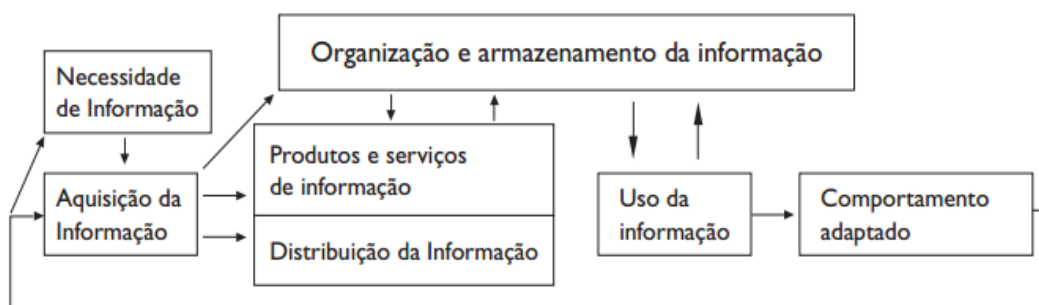 Organização e armazenamento da informação
Necessidade
de Informação
Aquisição da
Informação
Produtos e serviços
de informação
Distribuição da Informação
Uso da
informação
Comportamento
adaptado